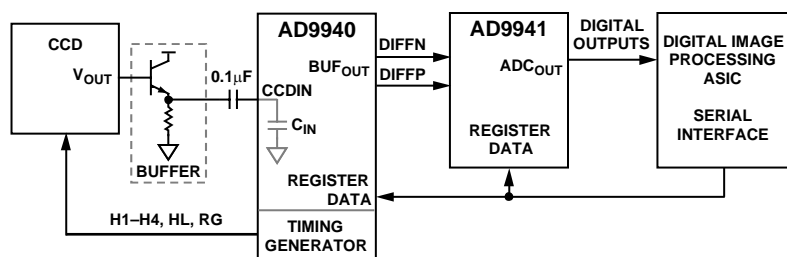 CCD
VOUT
BUFFER
0.1µF
AD9940
BUFOUT
CCDIN
CIN
REGISTER
DATA
TIMING
GENERATOR
H1–H4, HL, RG
DIFFN
DIFFP
AD9941
ADCOUT
REGISTER
DATA
DIGITAL
OUTPUTS
DIGITAL IMAGE
PROCESSING
ASIC
SERIAL
INTERFACE